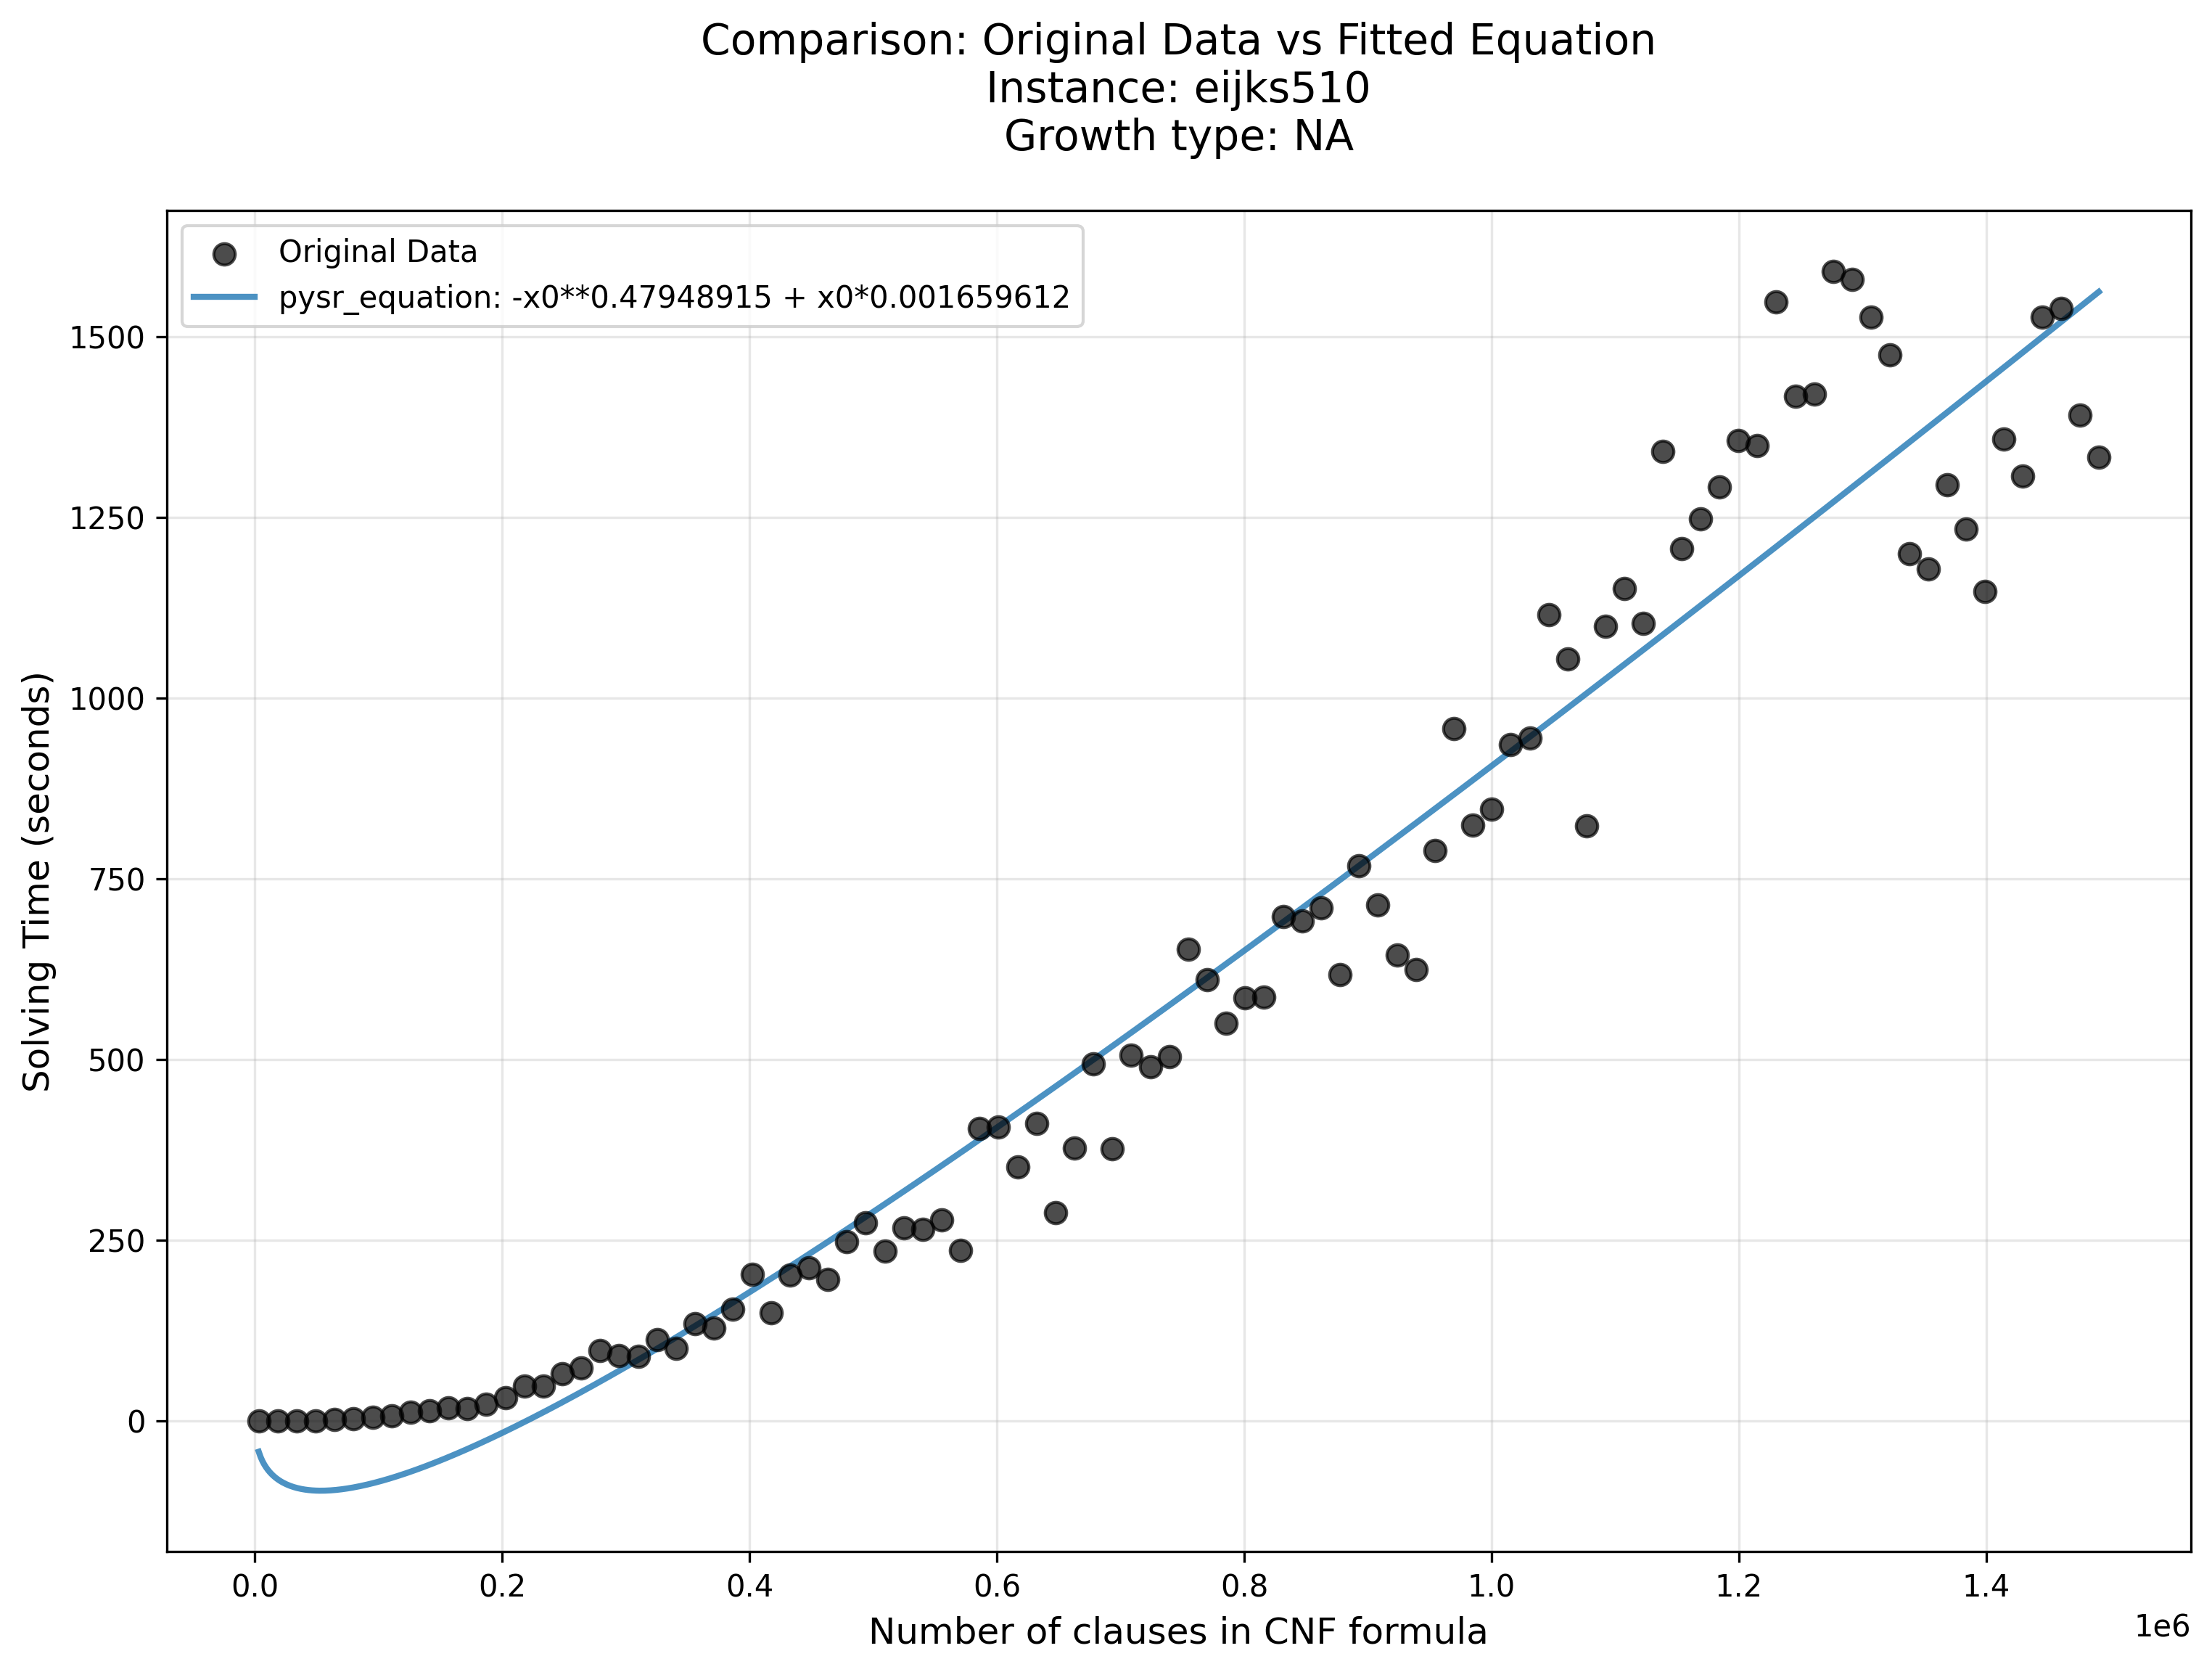 Comparison: Original Data vs Fitted Equation
Instance: eijks510
Growth type: NA
Original Data
pysr_equation: -x0**0.47948915 + x0*0.001659612
Solving Time (seconds)
1500
1250
1000
750
500
250
0
0.0
0.2
0.4
0.6
0.8
1.0
1.2
1.4
1e6
Number of clauses in CNF formula